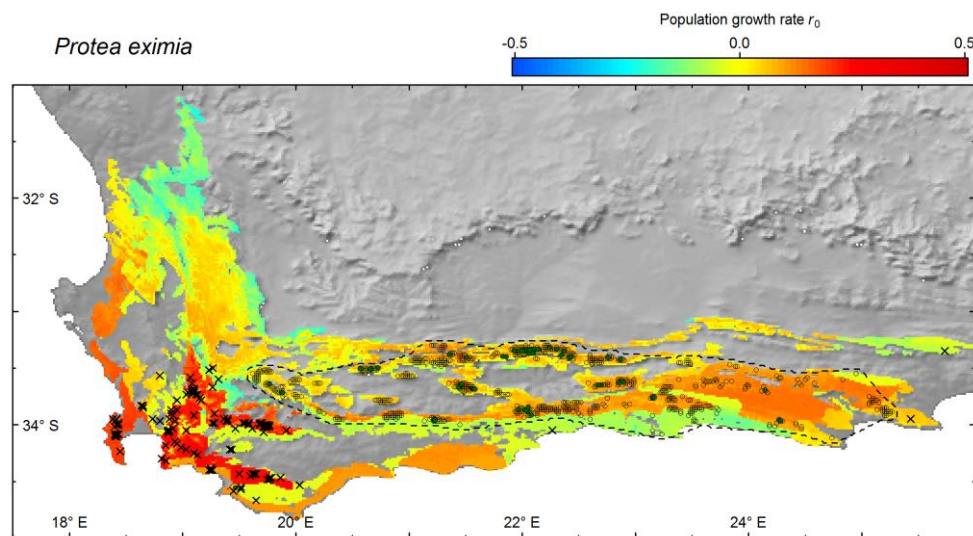 Population growth rate r0
Protea eximia
-0.5 0.0 0.5
32° S
34° S
18° E 20° E 22° E 24° E